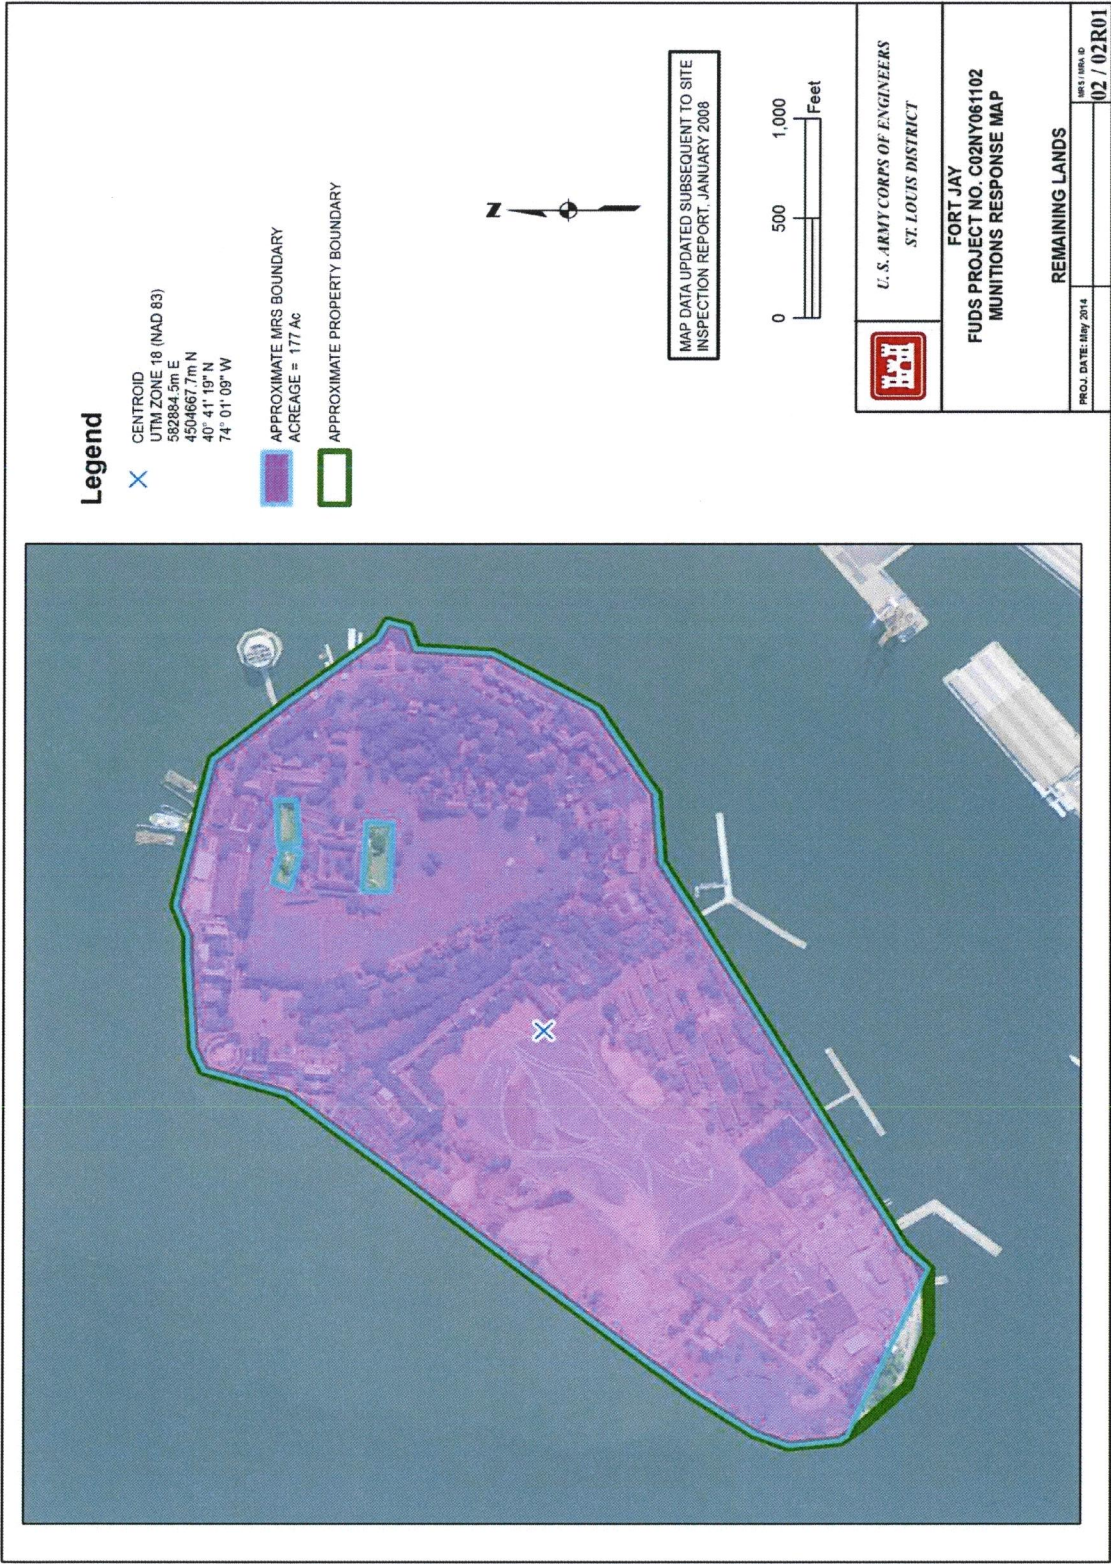 Legend
CENTROID
UTM ZONE 18 (NAD 83)
582884.5m E
4504667.7m N
40° 41' 19" N
74° 01' 09" W
APPROXIMATE MRS BOUNDARY
ACREAGE = 177 Ac
APPROXIMATE PROPERTY BOUNDARY
N
MAP DATA UPDATED SUBSEQUENT TO SITE
INSPECTION REPORT, JANUARY 2008
0 500 1,000
Feet
U. S. ARMY CORPS OF ENGINEERS
ST. LOUIS DISTRICT
FORT JAY
FUDS PROJECT NO. C02NY061102
MUNITIONS RESPONSE MAP
REMAINING LANDS
PROJ. DATE: May 2014
MRS / MRA ID
02 / 02R01